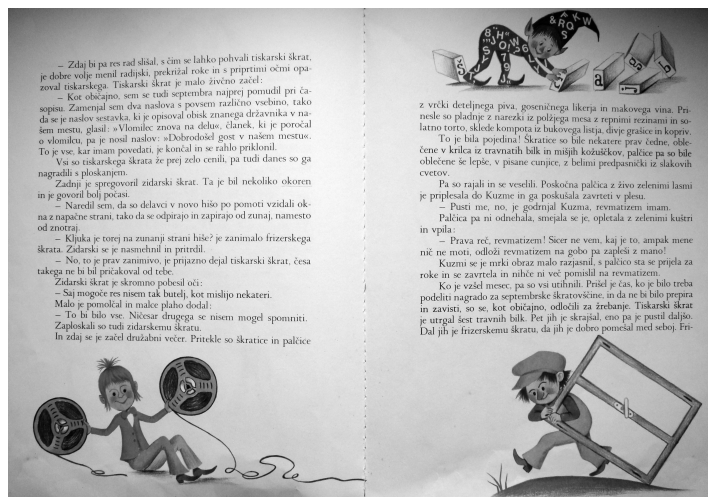 — Zdaj bi pa res rad slišal, s čim se lahko pohvali tiskarski škrat,
je dobre volje menil radijski, prekrižal roke in s priprtimi očmi opa-
zoval tiskarskega. Tiskarski škrat je malo živčno začel:
— Kot običajno, sem se tudi septembra najprej pomudil pri ča-
sopisu. Zamenjal sem dva naslova s povsem različno vsebino, tako
da se je naslov sestavka, ki je opisoval obisk znanega državnika v na-
šem mestu, glasil: »Vlomilec znova na delu«, članek, ki je poročal
o vlomilcu, pa je nosil naslov: »Dobrodošel gost v našem mestu«.
To je vse, kar imam povedati, je končal in se rahlo priklonil.
Vsi so tiskarskega škrata že prej zelo cenili, pa tudi danes so ga
nagradili s ploskanjem.
Zadnji je spregovoril zidarski škrat. Ta je bil nekoliko okoren
in je govoril bolj počasi.
— Naredil sem, da so delavci v novo hišo po pomoti vzidali ok-
na z napačne strani, tako da se odpirajo in zapirajo od zunaj, namesto
od znotraj.
— Kljuka je torej na zunanji strani hiše? je zanimalo frizerskega
škrata. Zidarski se je nasmehnil in pritrdil.
— No, to je prav zanimivo, je prijazno dejal tiskarski škrat, česa
takega ne bi bil pričakoval od tebe.
Zidarski škrat je skromno pobesil oči:
— Saj mogoče res nisem tak butelj, kot mislijo nekateri.
Malo je pomolčal in malce plaho dodal:
— To bi bilo vse. Ničesar drugega se nisem mogel spomniti.
Zaploskali so tudi zidarskemu škratu.
In zdaj se je začel družabni večer. Pritekle so škratice in palčice
z vrčki deteljnega piva, goseničnega likerja in makovega vina. Pri-
nesle so pladnje z narezki iz polžjega mesa z repnimi rezinami in so-
latno torto, sklede kompota iz bukovega listja, divje grašice in kopriv.
To je bila pojedina! Škratice so bile nekatere prav čedne, oble-
čene v krilca iz travnatih bilk in mišjih kožuščkov, palčice pa so bile
oblečene še lepše, v pisane cunjice, z belimi predpasnički iz slakovih
cvetov.
Pa so rajali in se veselili. Poskočna palčica z živo zelenimi lasmi
je priplesala do Kuzme in ga poskušala zavrteti v plesu.
— Pusti me, no, je godrnjal Kuzma, revmatizem imam.
Palčica pa ni odnehala, smejala se je, opletala z zelenimi kuštri
in vpila:
— Prava reč, revmatizem! Sicer ne vem, kaj je to, ampak mene
nič ne moti, odloži revmatizem na gobo pa zapleši z mano!
Kuzmi se je mrki obraz malo razjasnil, s palčico sta se prijela za
roke in se zavrtela in nihče ni več pomislil na revmatizem.
Ko je vzšel mesec, pa so vsi utihnili. Prišel je čas, ko je bilo treba
podeliti nagrado za septembrske škratovščine, in da ne bi bilo prepira
in zavisti, so se, kot običajno, odločili za žrebanje. Tiskarski škrat
je utrgal šest travnih bilk. Pet jih je skrajšal, eno pa je pustil daljšo.
Dal jih je frizerskemu škratu, da jih je dobro pomešal med seboj. Fri-